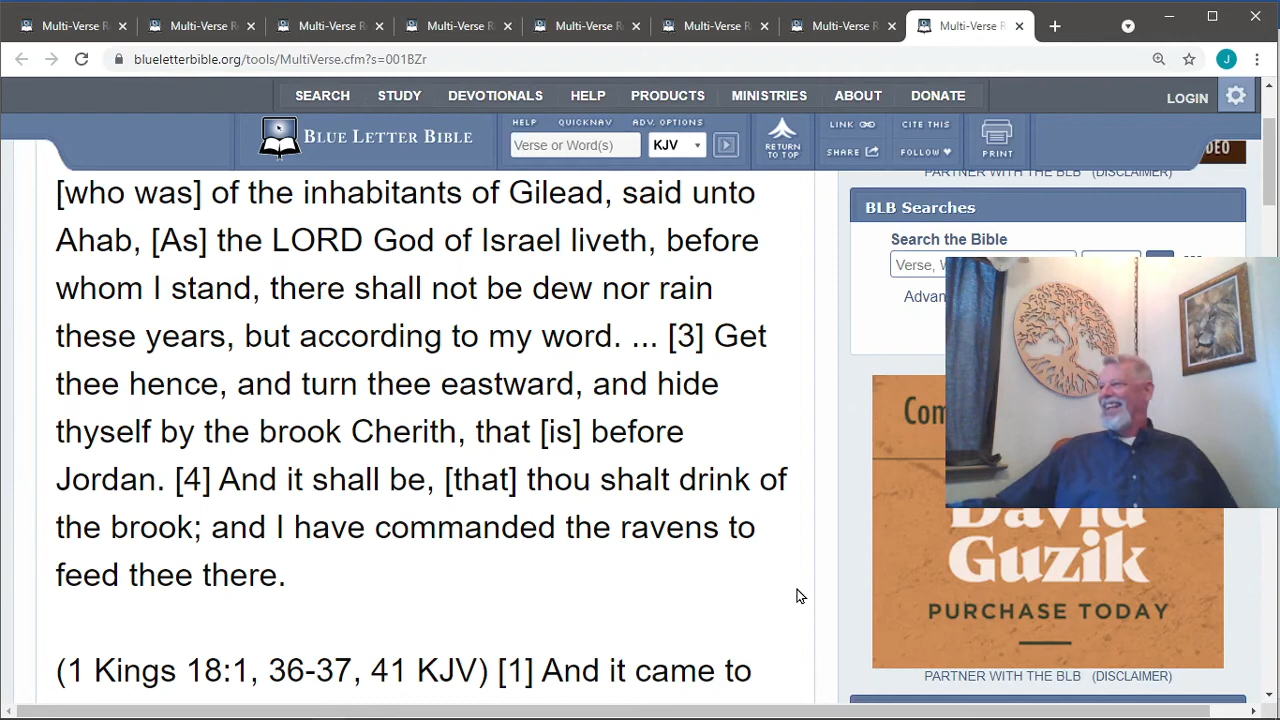 Multi-Verse R
Multi-Verse R
Multi-Verse R
Multi-Verse R
Multi-Verse R
Multi-Verse R
Multi-Verse R
Multi-Verse R
blueletterbible.org/tools/MultiVerse.cfm?s=001BZr
J
SEARCH STUDY DEVOTIONALS HELP PRODUCTS MINISTRIES ABOUT DONATE
LOGIN
BLUE LETTER BIBLE
HELP QUICKNAV ADV. OPTIONS
Verse or Word(s)
KJV
RETURN
TO TOP
LINK
CITE THIS
SHARE
FOLLOW
PRINT
DEO
PARTNER WITH THE BLB (DISCLAIMER)
[who was] of the inhabitants of Gilead, said unto
Ahab, [As] the LORD God of Israel liveth, before
whom I stand, there shall not be dew nor rain
these years, but according to my word. ... [3] Get
thee hence, and turn thee eastward, and hide
thyself by the brook Cherith, that [is] before
Jordan. [4] And it shall be, [that] thou shalt drink of
the brook; and I have commanded the ravens to
feed thee there.
(1 Kings 18:1, 36-37, 41 KJV) [1] And it came to
BLB Searches
Search the Bible
Verse, W
Advan
Com
David
Guzik
PURCHASE TODAY
PARTNER WITH THE BLB (DISCLAIMER)